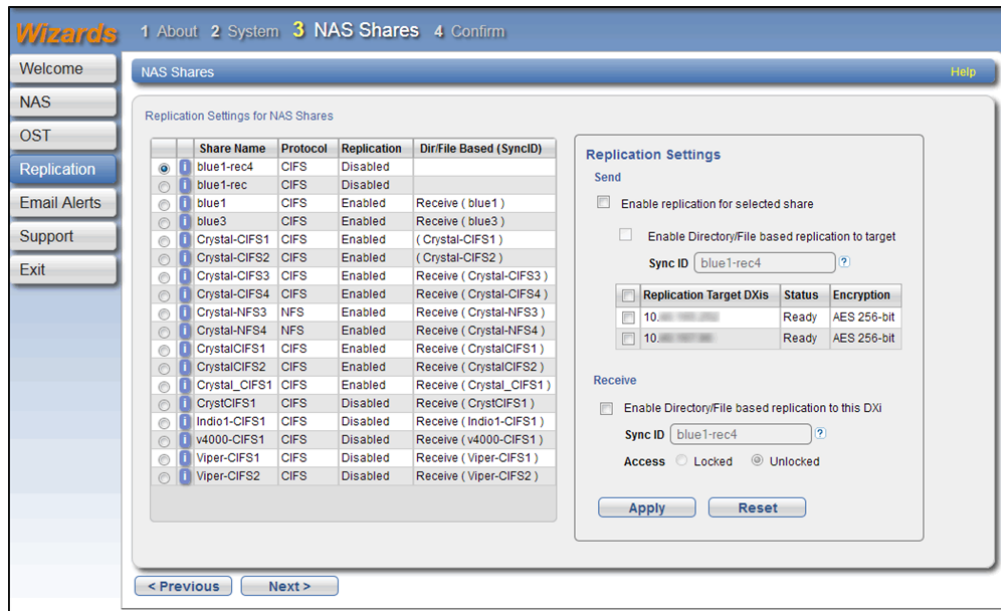 Wizards
1 About 2 System 3 NAS Shares 4 Confirm
Welcome
NAS
OST
Replication
Email Alerts
Support
Exit
NAS Shares Help
Replication Settings for NAS Shares
Share Name Protocol Replication Dir/File Based (SyncID)
blue1-rec4 CIFS Disabled
blue1-rec CIFS Disabled
blue1 CIFS Enabled Receive ( blue1 )
blue3 CIFS Enabled Receive ( blue3 )
Crystal-CIFS1 CIFS Enabled ( Crystal-CIFS1 )
Crystal-CIFS2 CIFS Enabled ( Crystal-CIFS2 )
Crystal-CIFS3 CIFS Enabled Receive ( Crystal-CIFS3 )
Crystal-CIFS4 CIFS Enabled Receive ( Crystal-CIFS4 )
Crystal-NFS3 NFS Enabled Receive ( Crystal-NFS3 )
Crystal-NFS4 NFS Enabled Receive ( Crystal-NFS4 )
CrystalCIFS1 CIFS Enabled Receive ( CrystalCIFS1 )
CrystalCIFS2 CIFS Enabled Receive ( CrystalCIFS2 )
Crystal_CIFS1 CIFS Enabled Receive ( Crystal_CIFS1 )
CrystCIFS1 CIFS Disabled Receive ( CrystCIFS1 )
Indio1-CIFS1 CIFS Disabled Receive ( Indio1-CIFS1 )
v4000-CIFS1 CIFS Disabled Receive ( v4000-CIFS1 )
Viper-CIFS1 CIFS Disabled Receive ( Viper-CIFS1 )
Viper-CIFS2 CIFS Disabled Receive ( Viper-CIFS2 )
Replication Settings
Send
Enable replication for selected share
Enable Directory/File based replication to target
Sync ID blue1-rec4 ?
Replication Target DXis Status Encryption
10. Ready AES 256-bit
10. Ready AES 256-bit
Receive
Enable Directory/File based replication to this DXi
Sync ID blue1-rec4 ?
Access Locked Unlocked
Apply Reset
< Previous Next >